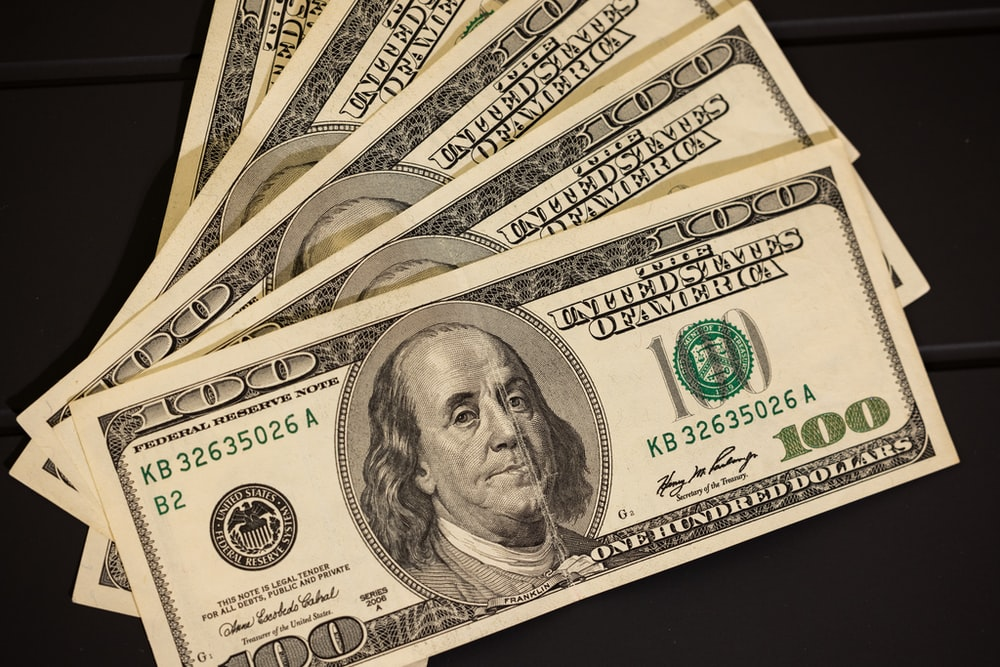 THE
UNITED STATES
OF AMERICA
100
THE
UNITED STATES
OF AMERICA
100
THE
UNITED STATES
OF AMERICA
100
100
THE
UNITED STATES
OF AMERICA
FEDERAL RESERVE NOTE
KB 32635026 A
B2
100
KB 32635026 A
100
UNITED STATES
FEDERAL RESERVE
Henry M. Paulson, Jr.
Secretary of the Treasury.
G2
ONE HUNDRED DOLLARS
THIS NOTE IS LEGAL TENDER
FOR ALL DEBTS, PUBLIC AND PRIVATE
Anna Escobedo Cabral
Treasurer of the United States.
SERIES
2006
A
FRANKLIN
G1
100